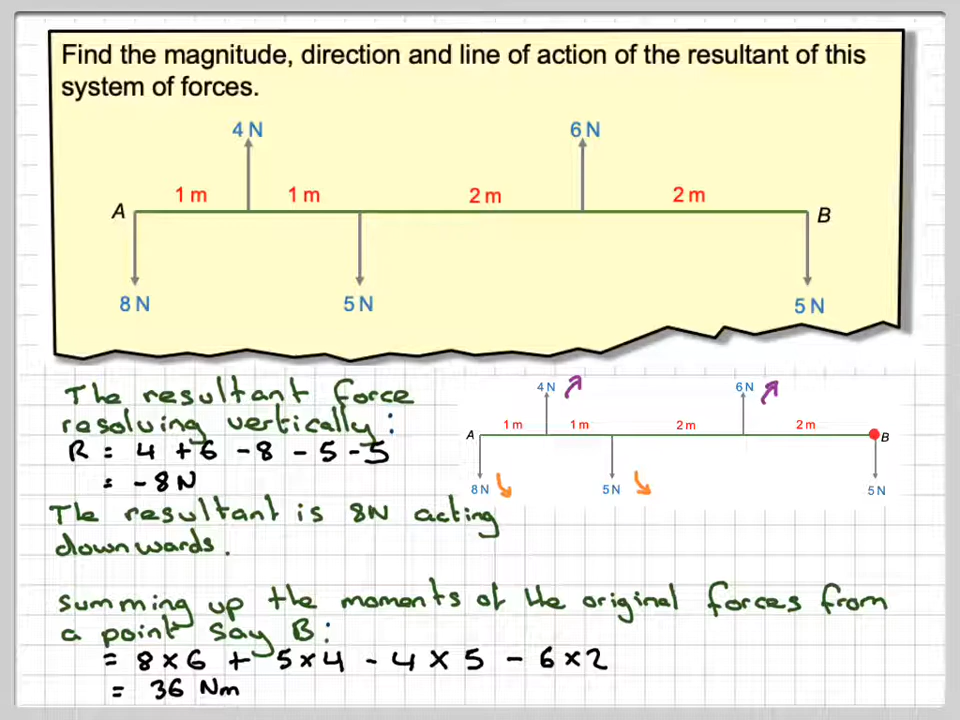 Find the magnitude, direction and line of action of the resultant of this
system of forces.
4 N
6 N
1 m
1 m
2 m
2 m
A
B
8 N
5 N
5 N
The resultant force
resolving vertically:
R = 4 + 6 - 8 - 5 - 5
= - 8 N
The resultant is 8N acting
downwards.
4 N
6 N
1 m
1 m
2 m
2 m
A
B
8 N
5 N
5 N
Summing up the moments of the original forces from
a point say B:
= 8 x 6 + 5 x 4 - 4 x 5 - 6 x 2
= 36 Nm